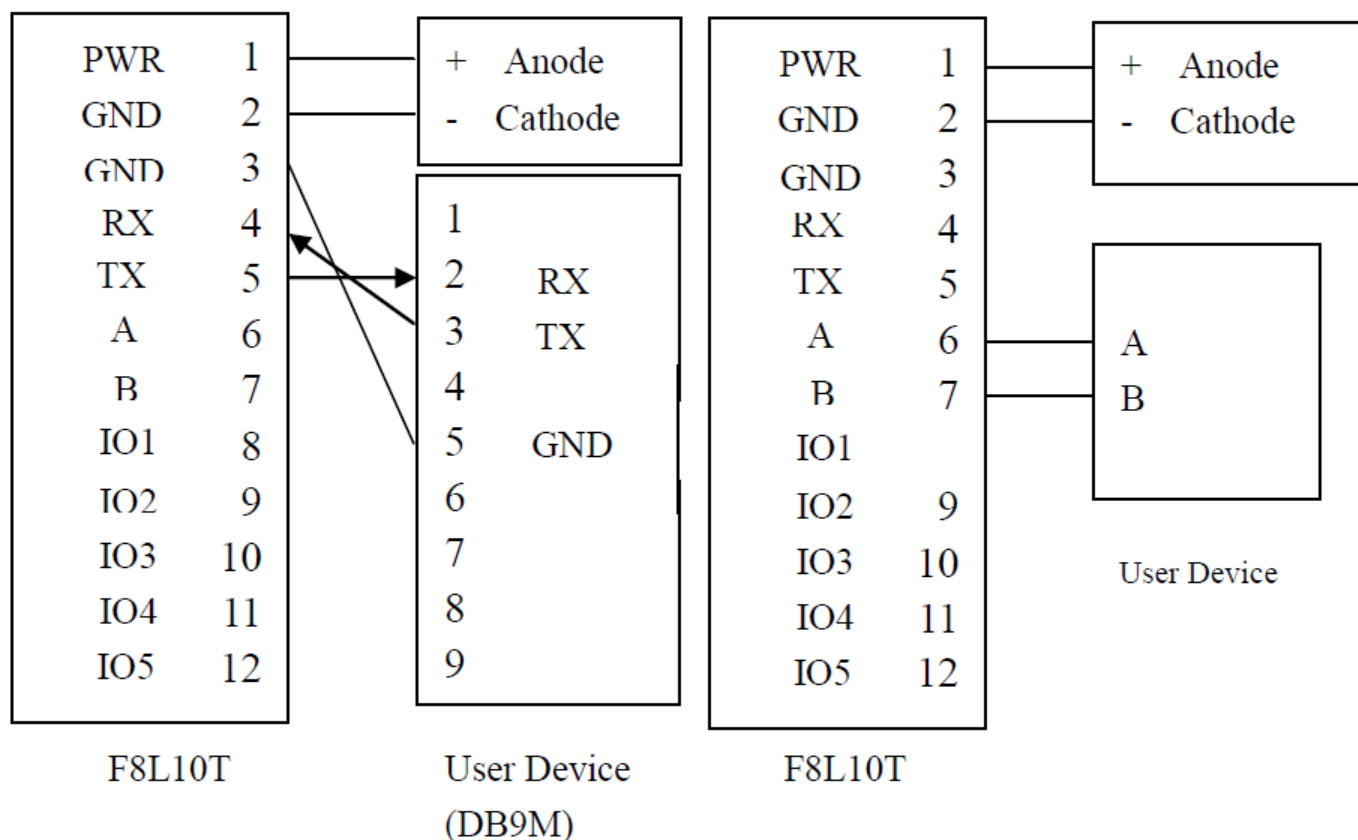 PWR 1
GND 2
GND 3
RX 4
TX 5
A 6
B 7
IO1 8
IO2 9
IO3 10
IO4 11
IO5 12
F8L10T
+ Anode
- Cathode
1
2 RX
3 TX
4
5 GND
6
7
8
9
User Device
(DB9M)
PWR 1
GND 2
GND 3
RX 4
TX 5
A 6
B 7
IO1
IO2 9
IO3 10
IO4 11
IO5 12
F8L10T
+ Anode
- Cathode
A
B
User Device